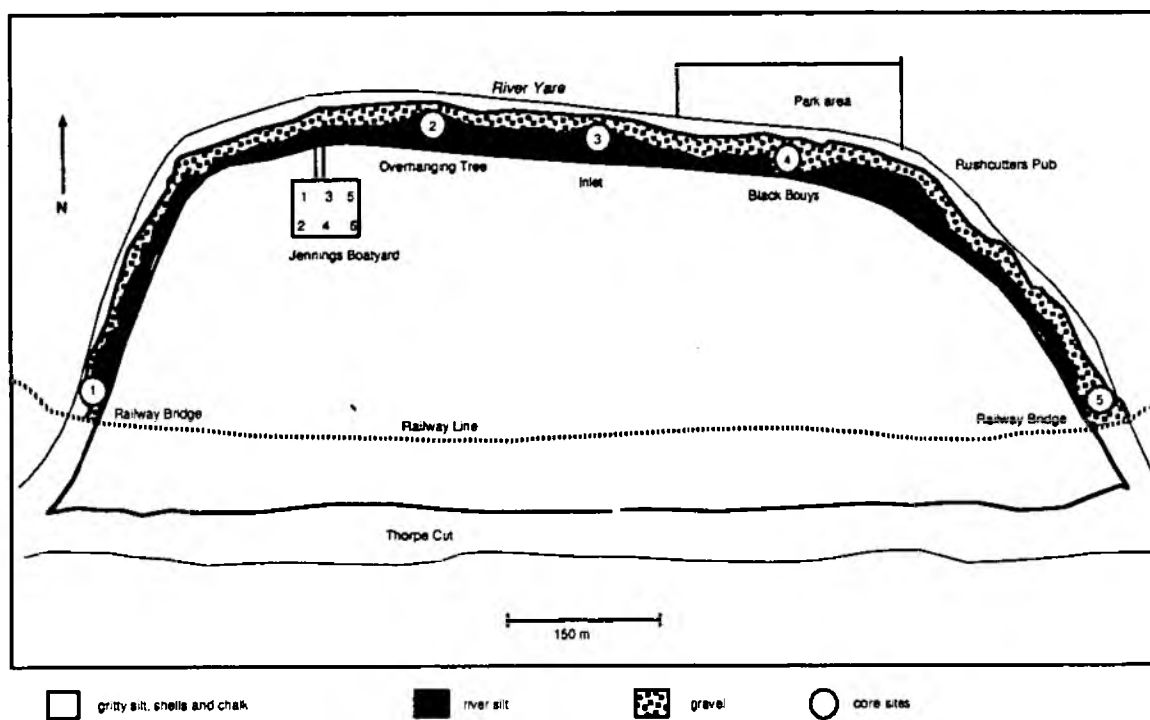 River Yare
Park area
2
3
4
Rushcutters Pub
N
Overhanging Tree
Inlet
Black Bouys
1 3 5
2 4 6
Jennings Boatyard
1
5
Railway Bridge
Railway Line
Railway Bridge
Thorpe Cut
150 m
gritty silt, shells and chalk
river silt
gravel
core sites